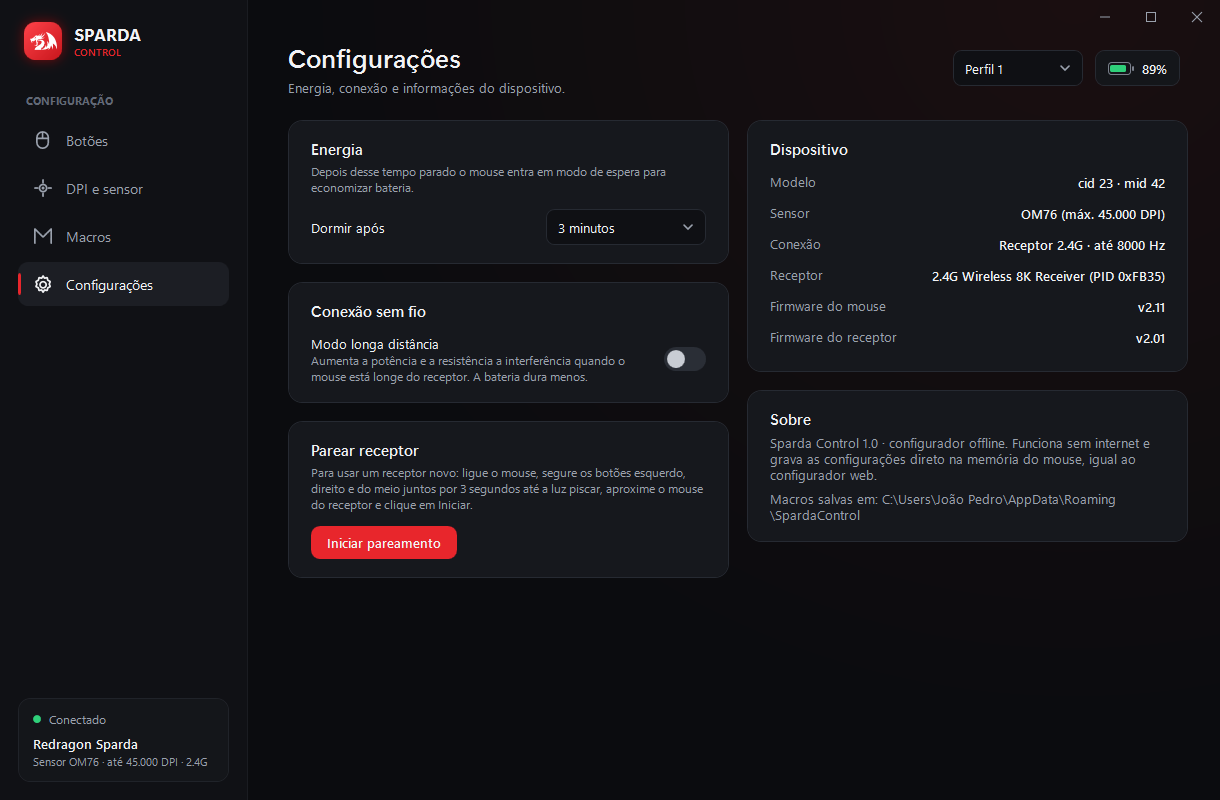 SPARDA
CONTROL
CONFIGURAÇÃO
Botões
DPI e sensor
Macros
Configurações
Conectado
Redragon Sparda
Sensor OM76 · até 45.000 DPI · 2.4G
Configurações
Energia, conexão e informações do dispositivo.
Perfil 1
89%
Energia
Depois desse tempo parado o mouse entra em modo de espera para
economizar bateria.
Dormir após
3 minutos
Conexão sem fio
Modo longa distância
Aumenta a potência e a resistência a interferência quando o
mouse está longe do receptor. A bateria dura menos.
Parear receptor
Para usar um receptor novo: ligue o mouse, segure os botões esquerdo,
direito e do meio juntos por 3 segundos até a luz piscar, aproxime o mouse
do receptor e clique em Iniciar.
Iniciar pareamento
Dispositivo
Modelo cid 23 · mid 42
Sensor OM76 (máx. 45.000 DPI)
Conexão Receptor 2.4G · até 8000 Hz
Receptor 2.4G Wireless 8K Receiver (PID 0xFB35)
Firmware do mouse v2.11
Firmware do receptor v2.01
Sobre
Sparda Control 1.0 · configurador offline. Funciona sem internet e
grava as configurações direto na memória do mouse, igual ao
configurador web.
Macros salvas em: C:\Users\João Pedro\AppData\Roaming
\SpardaControl